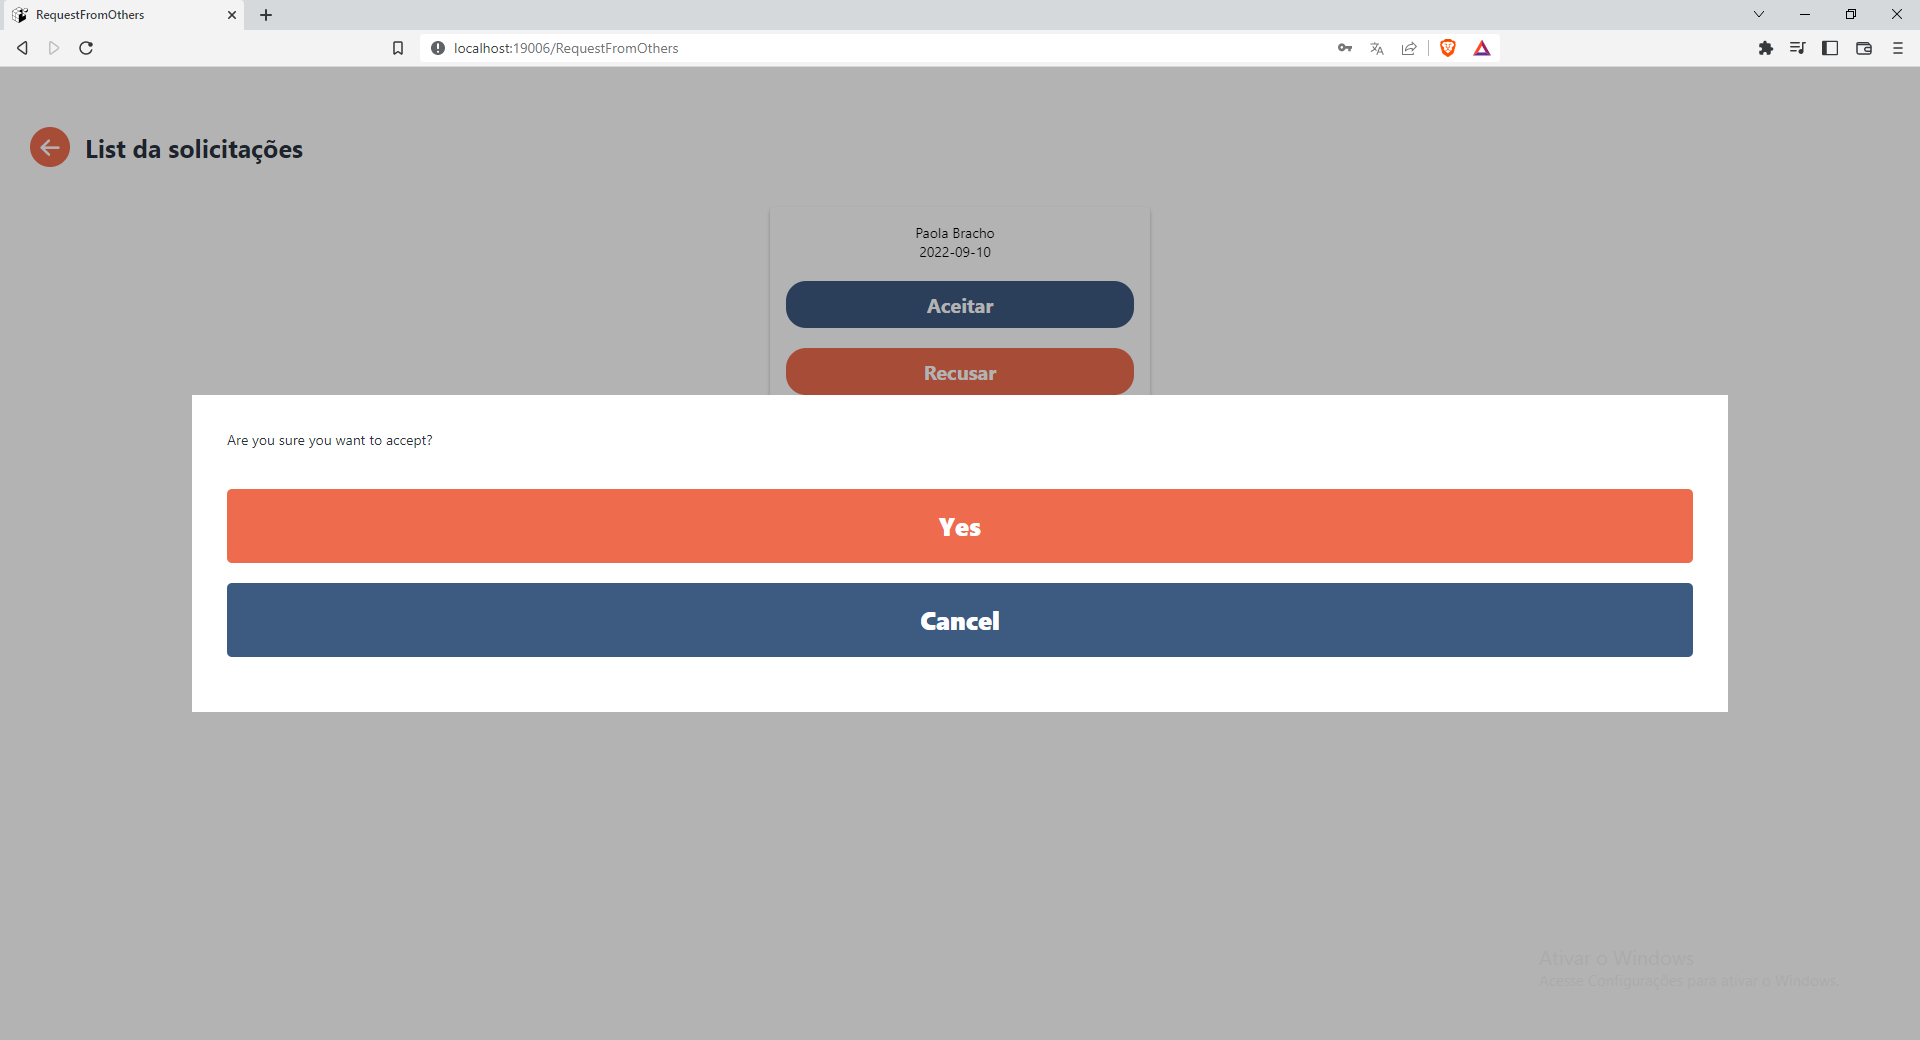 RequestFromOthers
localhost:19006/RequestFromOthers
List da solicitações
Paola Bracho
2022-09-10
Aceitar
Recusar
Are you sure you want to accept?
Yes
Cancel
Ativar o Windows
Acesse Configurações para ativar o Windows.